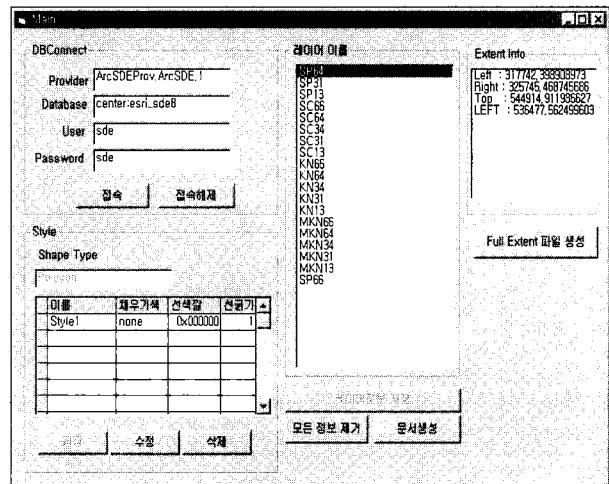 Main
DBConnect
Provider ArcSDEProv.ArcSDE.1
Database center:esri_sde8
User sde
Password sde
접속 접속해제
Style
Shape Type
Polygon
이름 채우기색 선색깔 선굵기
Style1 none 0x000000 1
수정 삭제
레이어 이름
SP64
SP31
SP13
SC66
SC64
SC34
SC31
SC13
KN66
KN64
KN34
KN31
KN13
MKN66
MKN64
MKN34
MKN31
MKN13
SP66
모든 정보 제거 문서생성
Extent Info
Left : 317742,398908973
Right : 325745,468745686
Top : 544914,911986627
LEFT : 536477,562499603
Full Extent 파일 생성